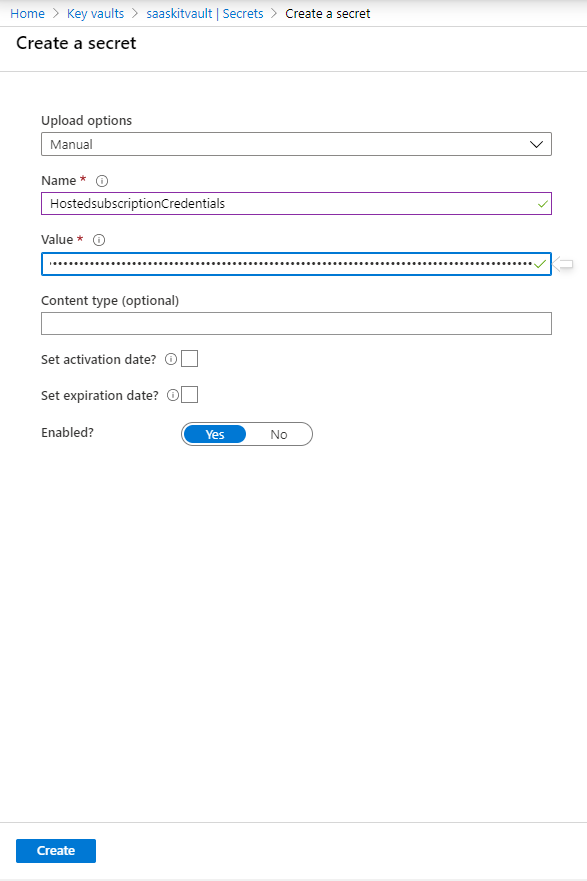 Home > Key vaults > saaskitvault | Secrets > Create a secret
Create a secret
Upload options
Manual
Name *
HostedsubscriptionCredentials
Value *
Content type (optional)
Set activation date?
Set expiration date?
Enabled? Yes No
Create